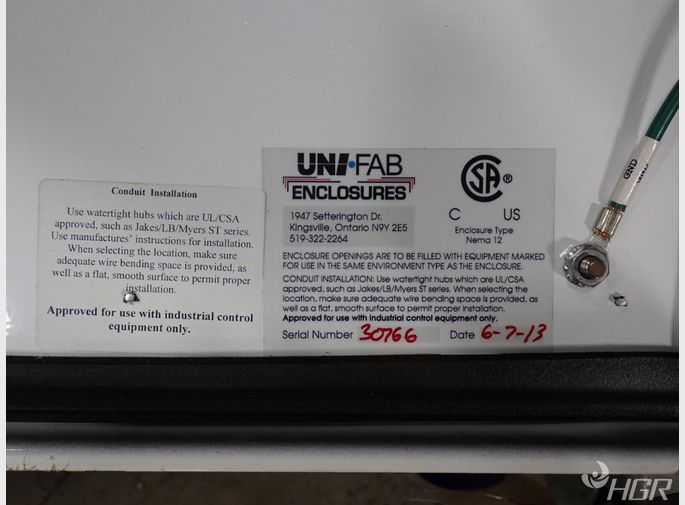 Conduit Installation
Use watertight hubs which are UL/CSA
approved, such as Jakes/LB/Myers ST series.
Use manufactures' instructions for installation.
When selecting the location, make sure
adequate wire bending space is provided, as
well as a flat, smooth surface to permit proper
installation.
Approved for use with industrial control
equipment only.
UNI-FAB
ENCLOSURES
1947 Setterington Dr.
Kingsville, Ontario N9Y 2E5
519-322-2264
CSA ®
C US
Enclosure Type
Nema 12
ENCLOSURE OPENINGS ARE TO BE FILLED WITH EQUIPMENT MARKED
FOR USE IN THE SAME ENVIRONMENT TYPE AS THE ENCLOSURE.
CONDUIT INSTALLATION: Use watertight hubs which are UL/CSA
approved, such as Jakes/LB/Myers ST series. When selecting the
location, make sure adequate wire bending space is provided, as
well as a flat, smooth surface to permit proper installation.
Approved for use with industrial control equipment only.
Serial Number 30766 Date 6-7-13
GND
HGR